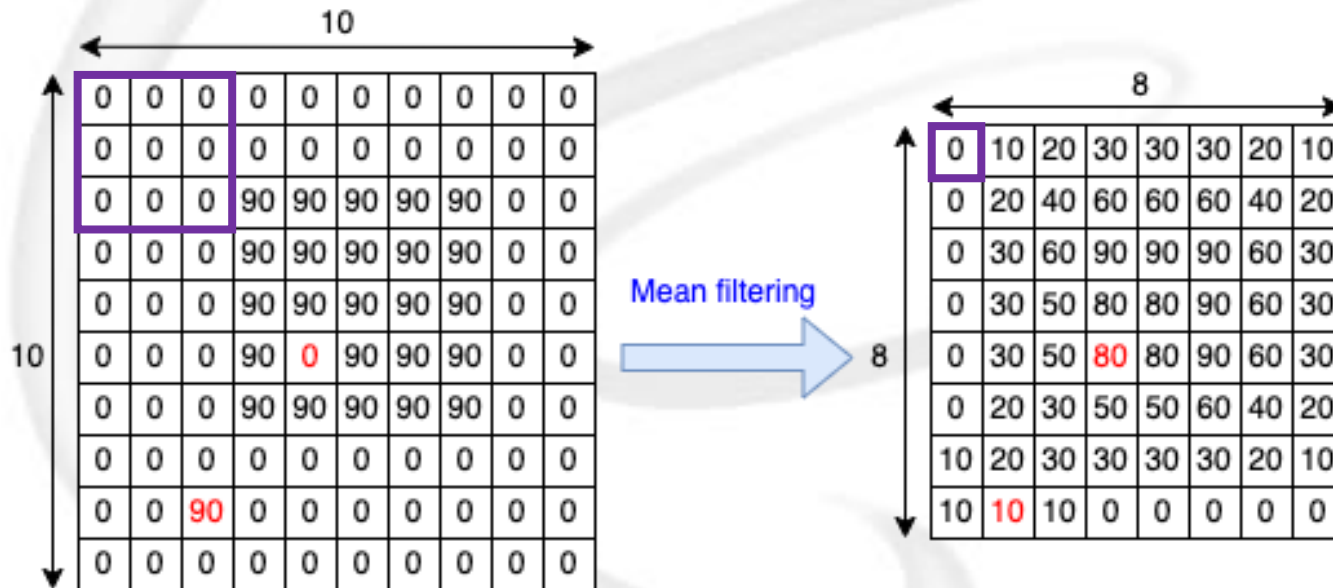 10
0 0 0 0 0 0 0 0 0 0
0 0 0 0 0 0 0 0 0 0
0 0 0 90 90 90 90 90 0 0
0 0 0 90 90 90 90 90 0 0
0 0 0 90 90 90 90 90 0 0
10
0 0 0 90 0 90 90 90 0 0
0 0 0 90 90 90 90 90 0 0
0 0 0 0 0 0 0 0 0 0
0 0 90 0 0 0 0 0 0 0
0 0 0 0 0 0 0 0 0 0
Mean filtering
8
8
0 10 20 30 30 30 20 10
0 20 40 60 60 60 40 20
0 30 60 90 90 90 60 30
0 30 50 80 80 90 60 30
0 30 50 80 80 90 60 30
0 20 30 50 50 60 40 20
10 20 30 30 30 30 20 10
10 10 10 0 0 0 0 0